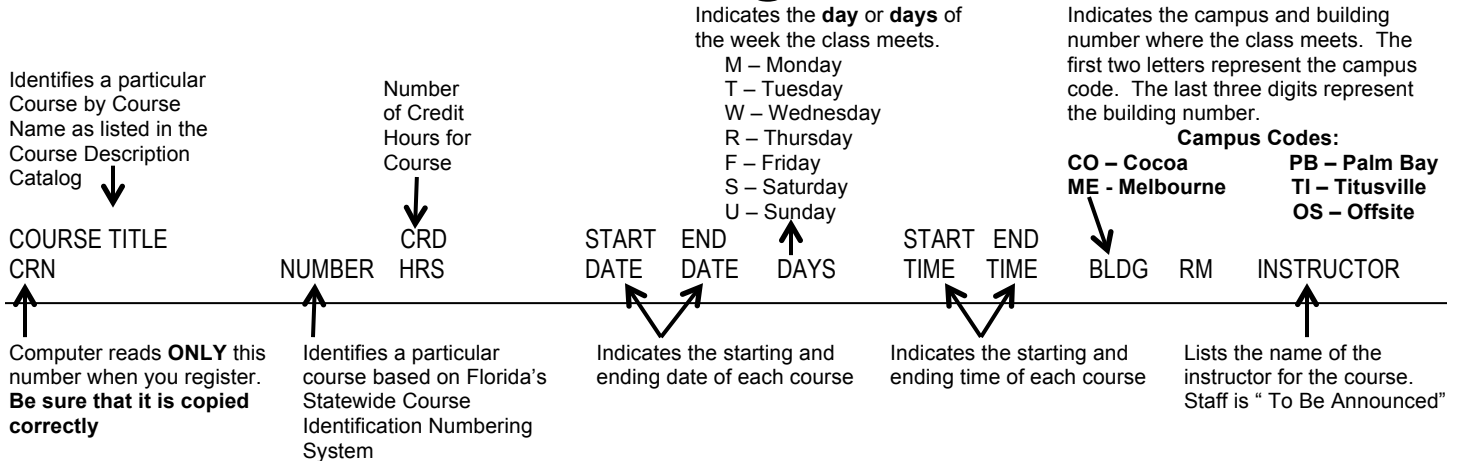 Indicates the day or days of
the week the class meets.
M – Monday
T – Tuesday
W – Wednesday
R – Thursday
F – Friday
S – Saturday
U – Sunday
Indicates the campus and building
number where the class meets. The
first two letters represent the campus
code. The last three digits represent
the building number.
Campus Codes:
CO – Cocoa PB – Palm Bay
ME - Melbourne TI – Titusville
OS – Offsite
Identifies a particular
Course by Course
Name as listed in the
Course Description
Catalog
Number
of Credit
Hours for
Course
COURSE TITLE CRD START END START END
CRN NUMBER HRS DATE DATE DAYS TIME TIME BLDG RM INSTRUCTOR
Computer reads ONLY this
number when you register.
Be sure that it is copied
correctly
Identifies a particular
course based on Florida's
Statewide Course
Identification Numbering
System
Indicates the starting and
ending date of each course
Indicates the starting and
ending time of each course
Lists the name of the
instructor for the course.
Staff is " To Be Announced"